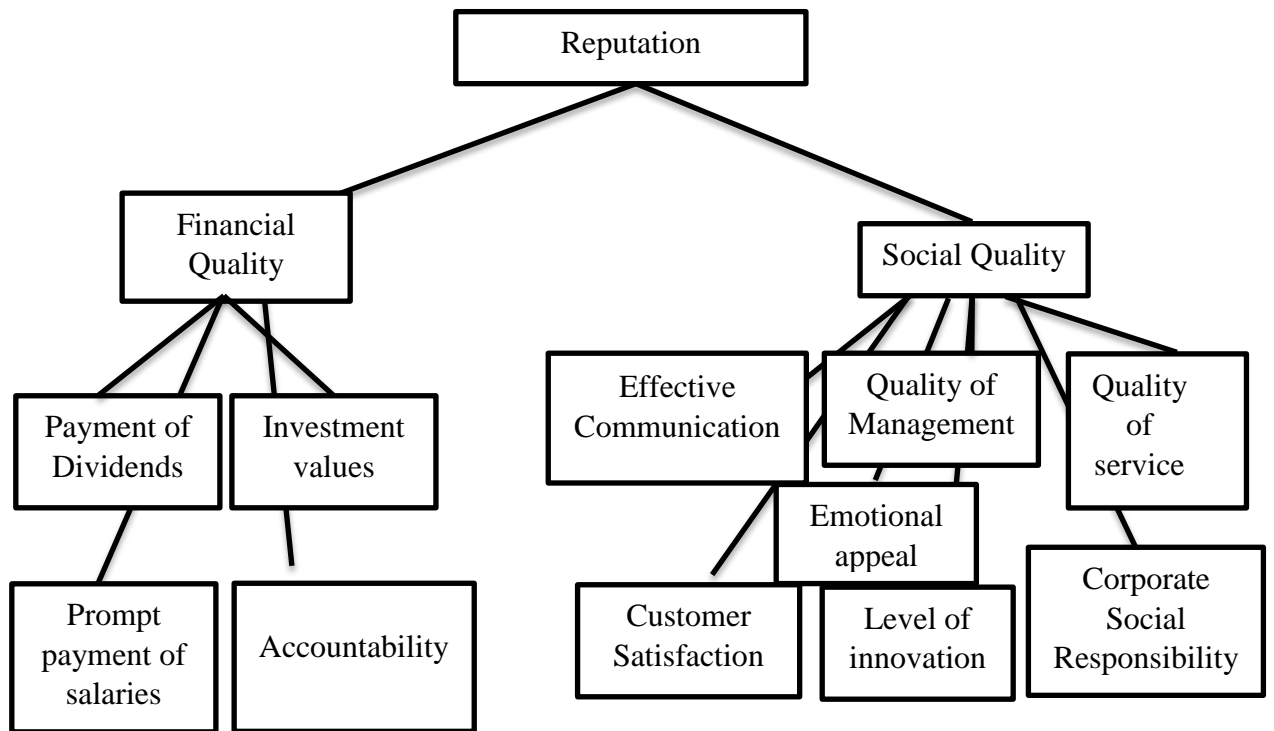 Reputation
Financial
Quality
Social Quality
Payment of
Dividends
Investment
values
Effective
Communication
Quality of
Management
Quality
of
service
Emotional
appeal
Prompt
payment of
salaries
Accountability
Customer
Satisfaction
Level of
innovation
Corporate
Social
Responsibility